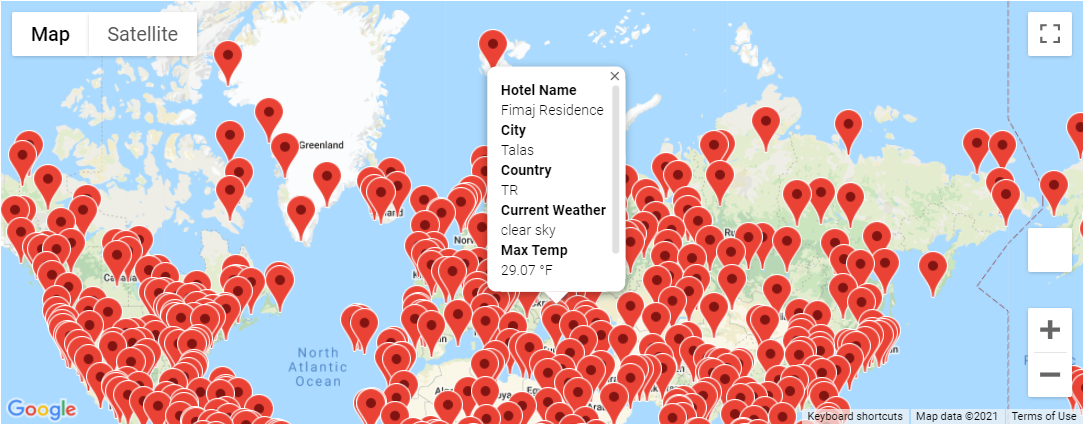 Map
Satellite
Hotel Name
Fimaj Residence
City
Talas
Country
TR
Current Weather
clear sky
Max Temp
29.07 °F
Greenland
North
Atlantic
Ocean
Google
Keyboard shortcuts
Map data ©2021
Terms of Use